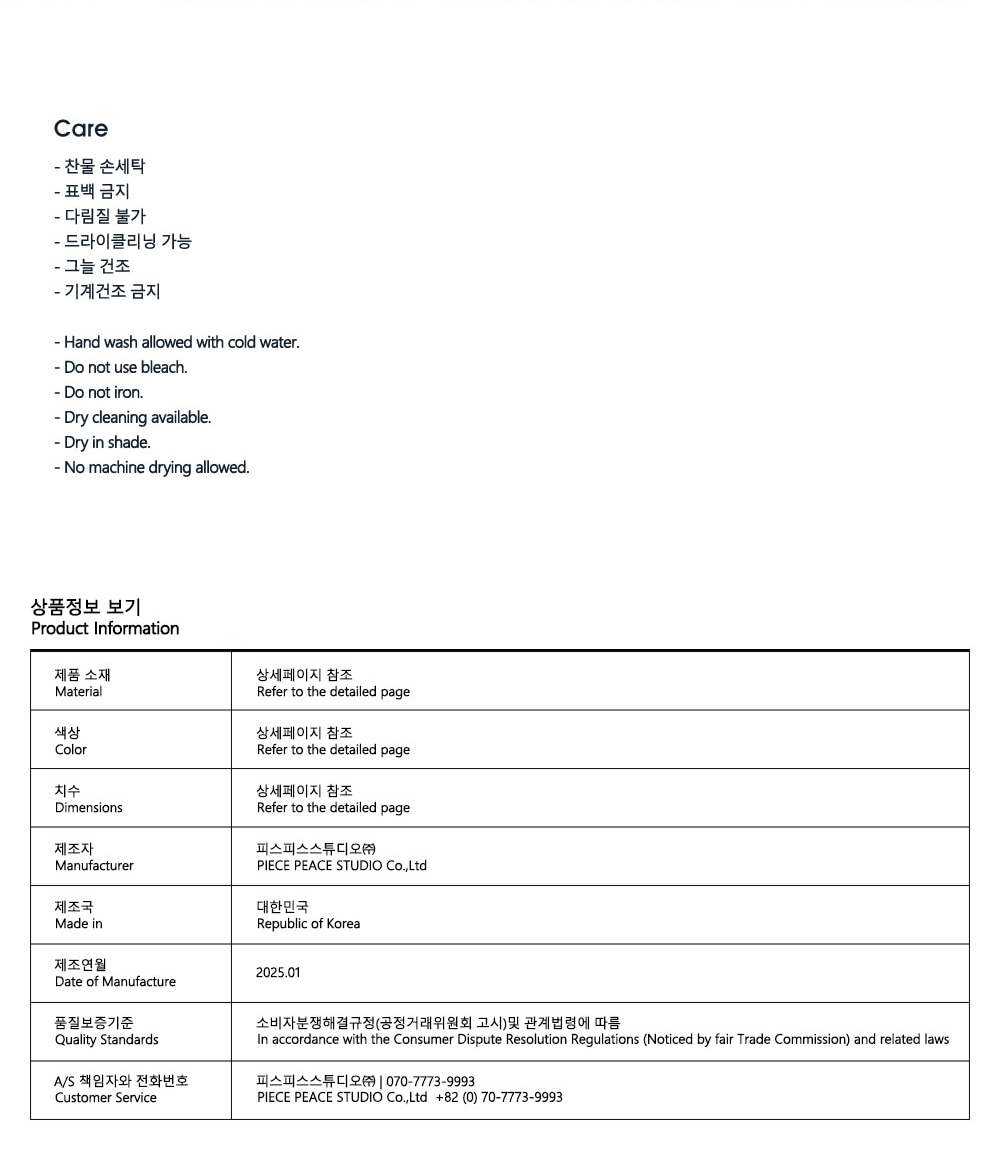 Care
- 찬물 손세탁
- 표백 금지
- 다림질 불가
- 드라이클리닝 가능
- 그늘 건조
- 기계건조 금지
- Hand wash allowed with cold water.
- Do not use bleach.
- Do not iron.
- Dry cleaning available.
- Dry in shade.
- No machine drying allowed.
상품정보 보기
Product Information
제품 소재
Material
상세페이지 참조
Refer to the detailed page
색상
Color
상세페이지 참조
Refer to the detailed page
치수
Dimensions
상세페이지 참조
Refer to the detailed page
제조자
Manufacturer
피스피스스튜디오㈜
PIECE PEACE STUDIO Co.,Ltd
제조국
Made in
대한민국
Republic of Korea
제조연월
Date of Manufacture
2025.01
품질보증기준
Quality Standards
소비자분쟁해결규정(공정거래위원회 고시)및 관계법령에 따름
In accordance with the Consumer Dispute Resolution Regulations (Noticed by fair Trade Commission) and related laws
A/S 책임자와 전화번호
Customer Service
피스피스스튜디오㈜ | 070-7773-9993
PIECE PEACE STUDIO Co.,Ltd +82 (0) 70-7773-9993